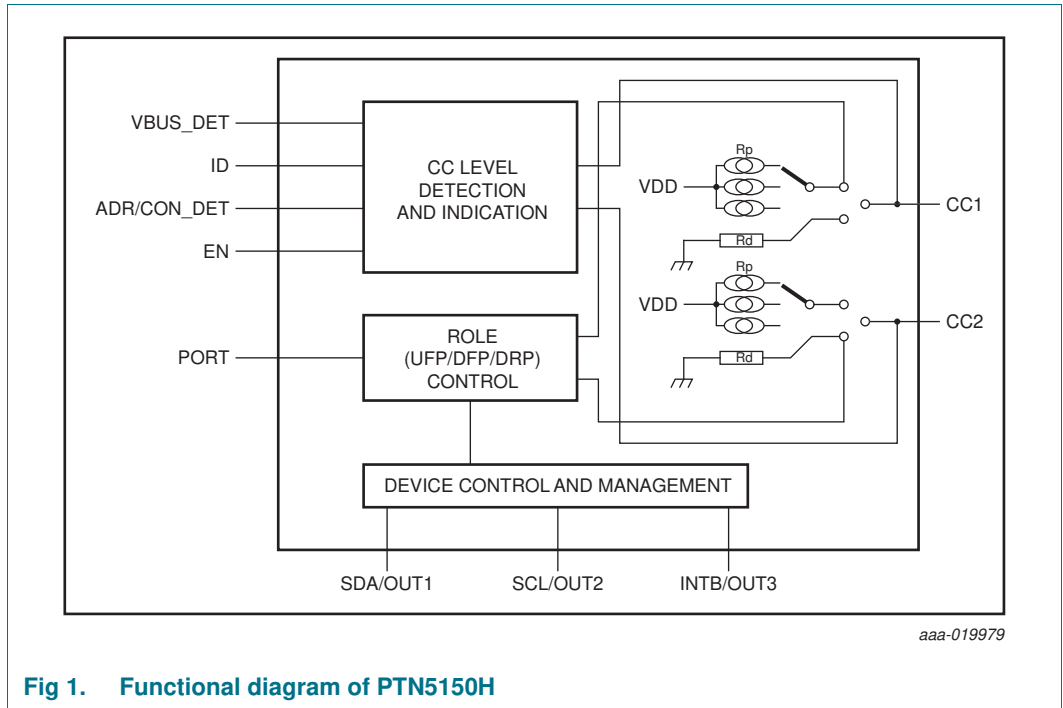 VBUS_DET
ID
ADR/CON_DET
EN
CC LEVEL
DETECTION
AND INDICATION
Rp
VDD
Rd
CC1
Rp
VDD
Rd
CC2
PORT
ROLE
(UFP/DFP/DRP)
CONTROL
DEVICE CONTROL AND MANAGEMENT
SDA/OUT1
SCL/OUT2
INTB/OUT3
aaa-019979
Fig 1. Functional diagram of PTN5150H